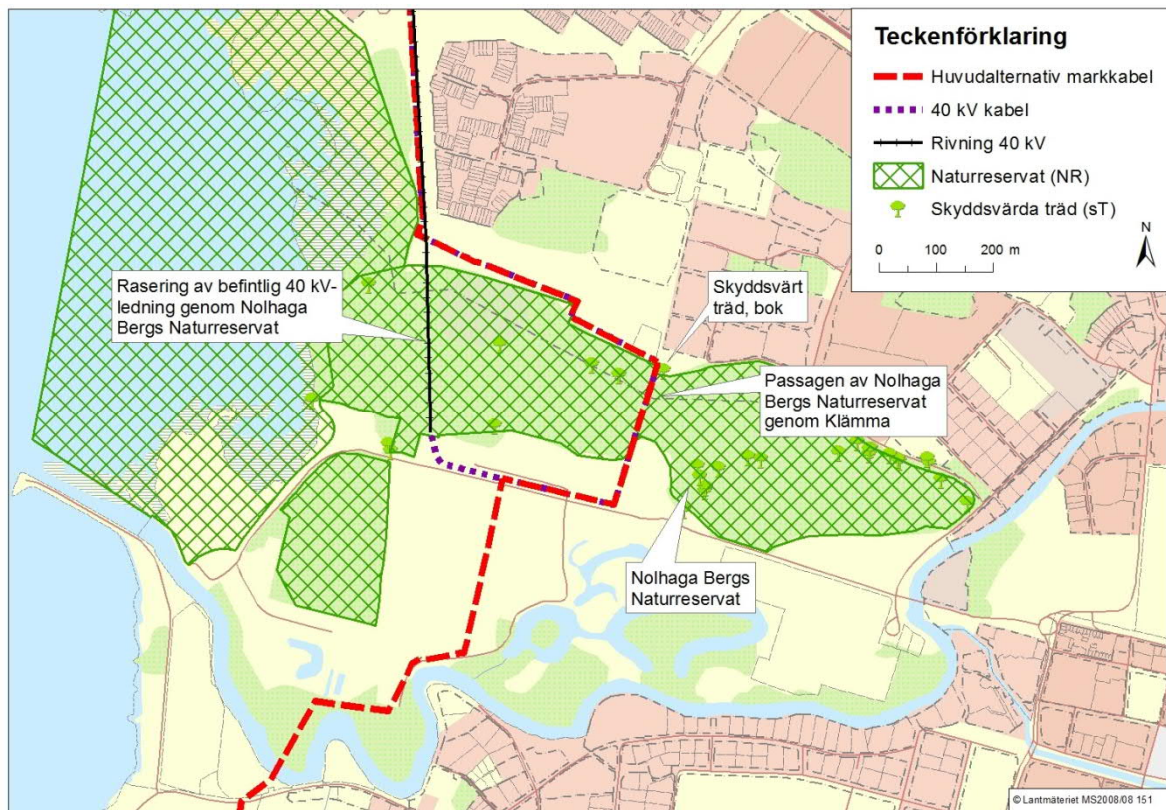 Teckenförklaring
Huvudalternativ markkabel
40 kV kabel
Rivning 40 kV
Naturreservat (NR)
Skyddsvärda träd (sT)
0 100 200 m
N
Rasering av befintlig 40 kV-
ledning genom Nolhaga
Bergs Naturreservat
Skyddsvärt
träd, bok
Passagen av Nolhaga
Bergs Naturreservat
genom Klämma
Nolhaga Bergs
Naturreservat
© Lantmäteriet MS2008/08 151